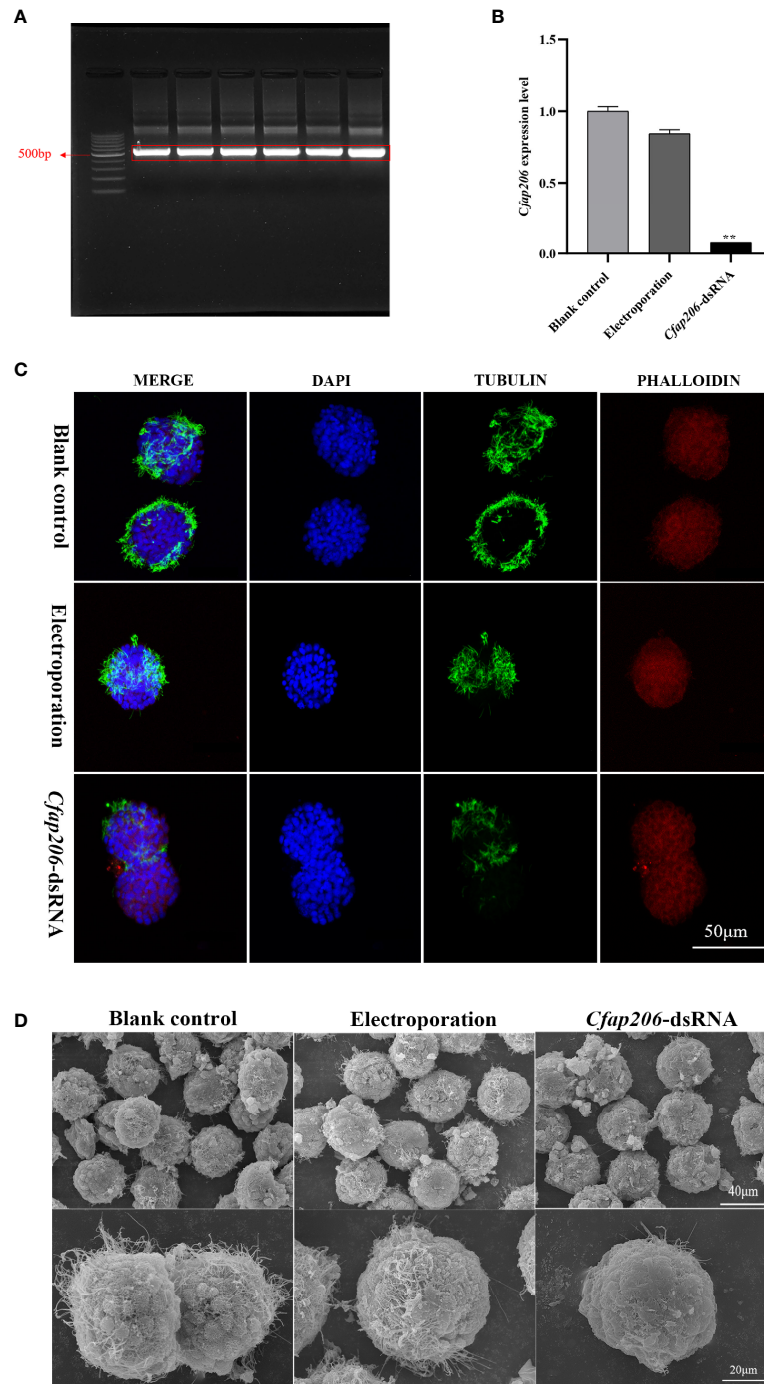 A
500bp
B
1.5
1.0
0.5
0.0
Cfap206 expression level
**
Blank control
Electroporation
Cfap206-dsRNA
C
MERGE DAPI TUBULIN PHALLOIDIN
Blank control
Electroporation
Cfap206-dsRNA
50μm
D
Blank control Electroporation Cfap206-dsRNA
40μm
20μm